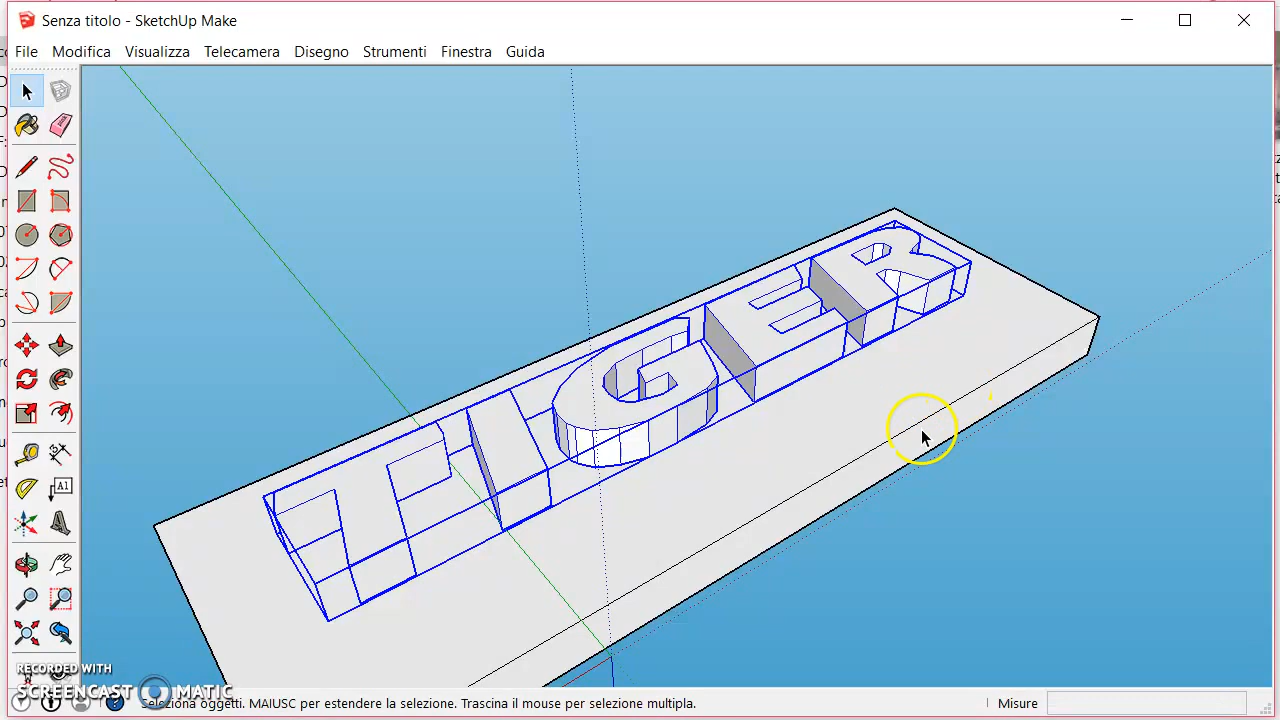 Senza titolo - SketchUp Make
File Modifica Visualizza Telecamera Disegno Strumenti Finestra Guida
TIGER
A1
RECORDED WITH
SCREENCAST MATIC
Seleziona oggetti. MAIUSC per estendere la selezione. Trascina il mouse per selezione multipla.
Misure